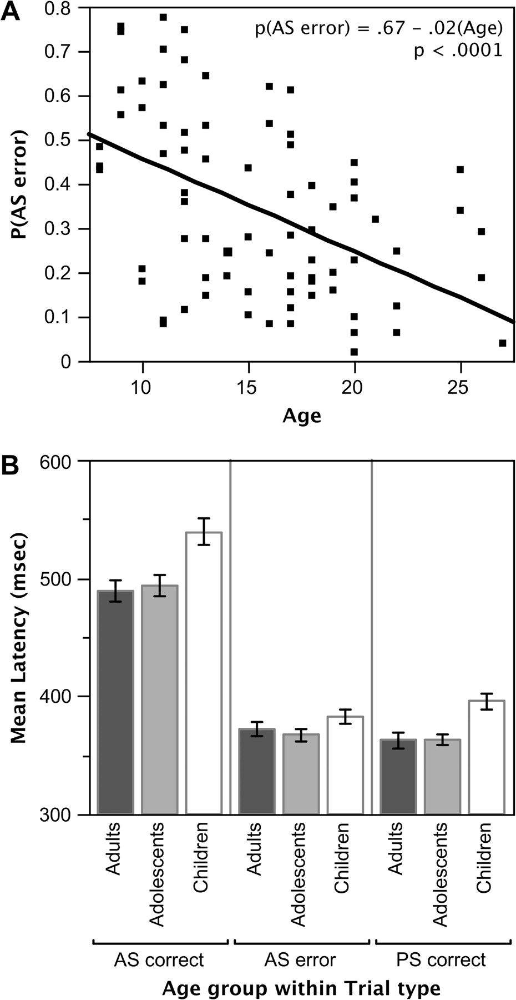 A
p(AS error) = .67 – .02(Age)
p < .0001
0.8
0.7
0.6
0.5
0.4
0.3
0.2
0.1
0
P(AS error)
10 15 20 25
Age
B
600
500
400
300
Mean Latency (msec)
Adults Adolescents Children Adults Adolescents Children Adults Adolescents Children
AS correct AS error PS correct
Age group within Trial type